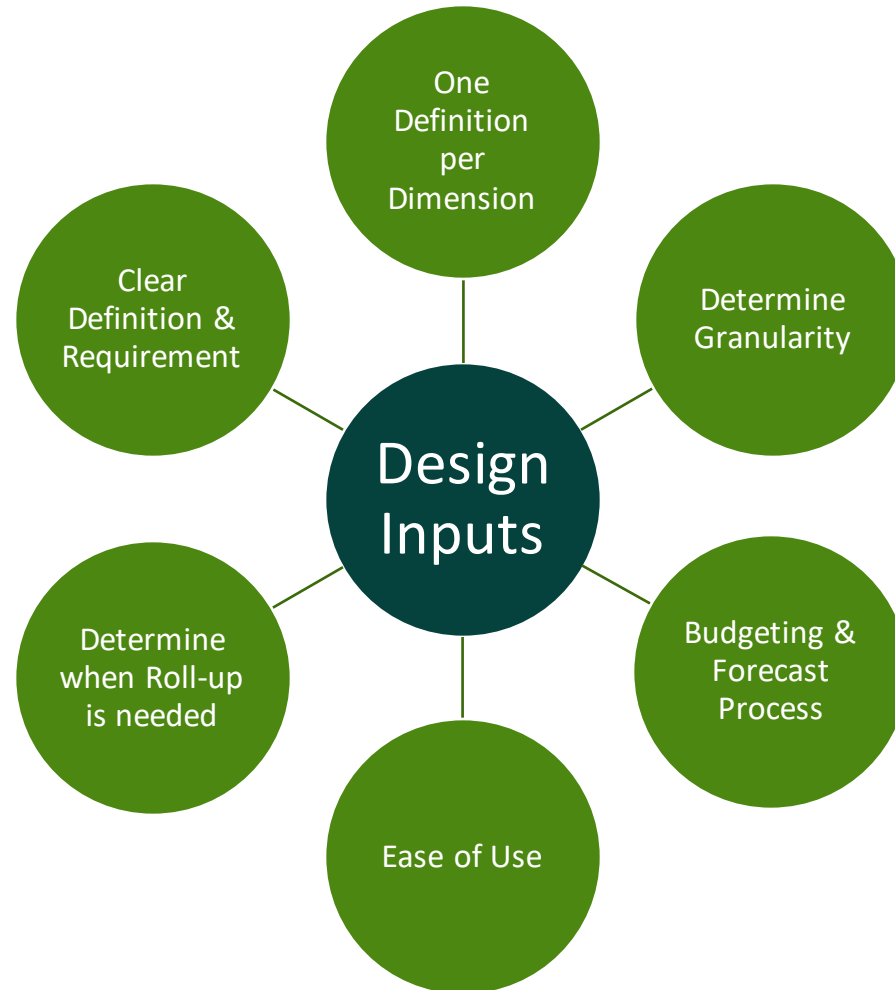 One
Definition
per
Dimension
Clear
Definition &
Requirement
Determine
Granularity
Design
Inputs
Determine
when Roll-up
is needed
Budgeting &
Forecast
Process
Ease of Use